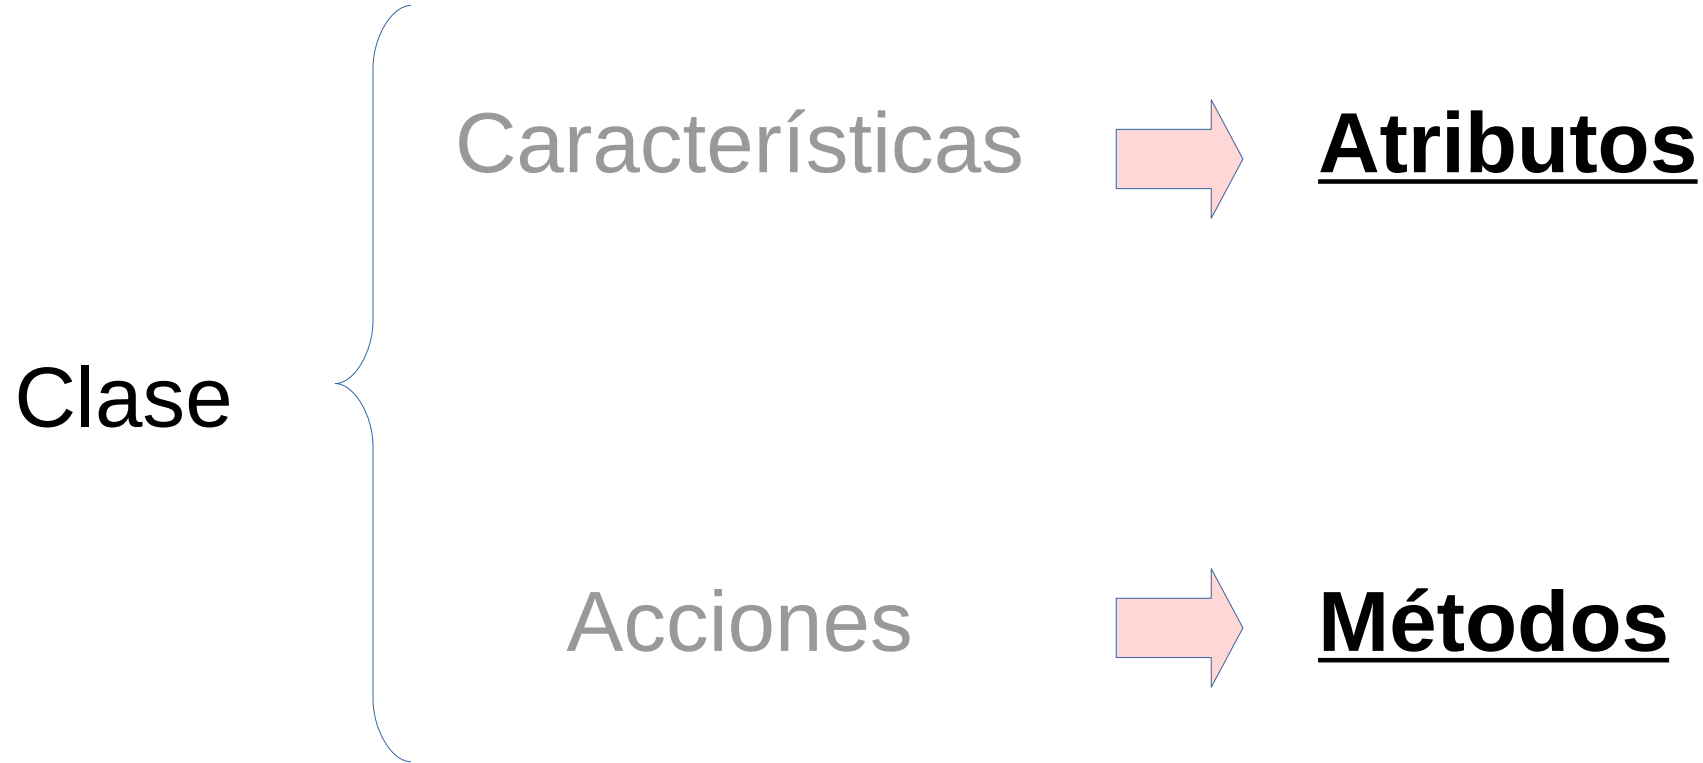 Características
Atributos
Clase
Acciones
Métodos